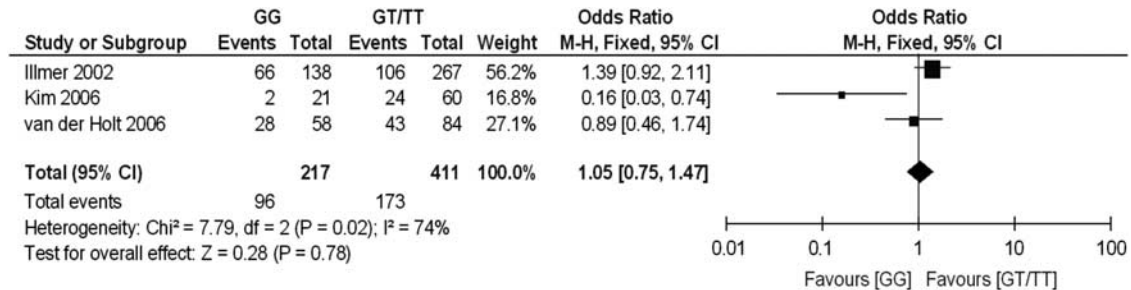 GG GT/TT Odds Ratio Odds Ratio
Study or Subgroup Events Total Events Total Weight M-H, Fixed, 95% CI M-H, Fixed, 95% CI
Illmer 2002 66 138 106 267 56.2% 1.39 [0.92, 2.11]
Kim 2006 2 21 24 60 16.8% 0.16 [0.03, 0.74]
van der Holt 2006 28 58 43 84 27.1% 0.89 [0.46, 1.74]
Total (95% CI) 217 411 100.0% 1.05 [0.75, 1.47]
Total events 96 173
Heterogeneity: Chi² = 7.79, df = 2 (P = 0.02); I² = 74%
Test for overall effect: Z = 0.28 (P = 0.78)
0.01 0.1 1 10 100
Favours [GG] Favours [GT/TT]